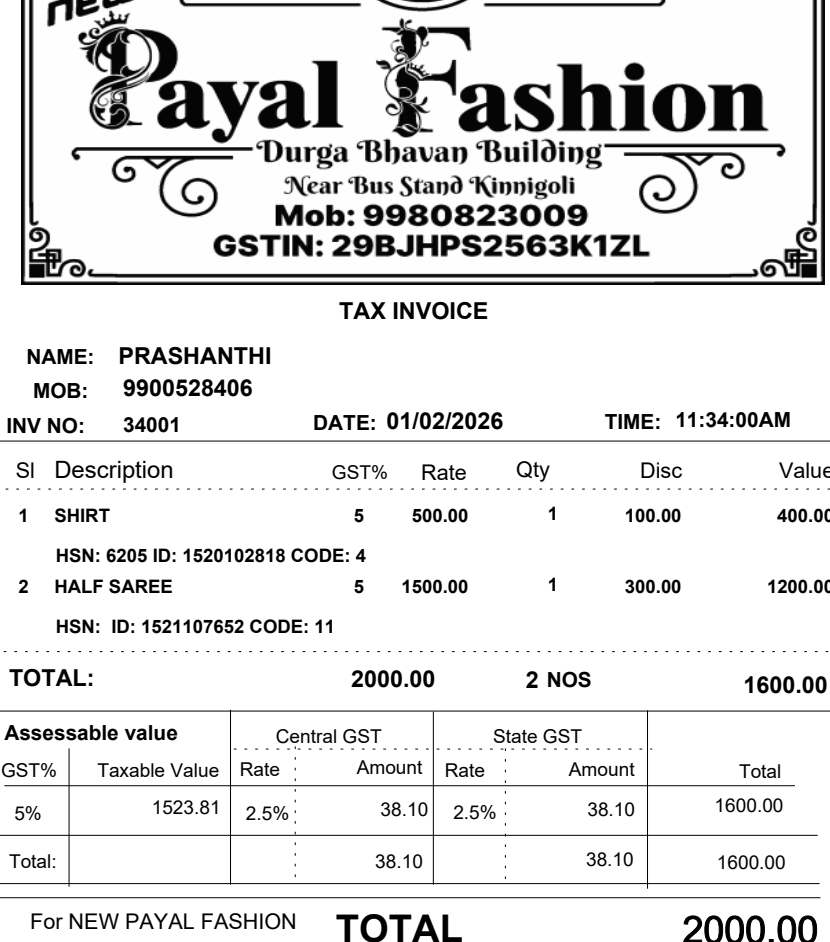 new
Payal Fashion
Durga Bhavan Building
Near Bus Stand Kinnigoli
Mob: 9980823009
GSTIN: 29BJHPS2563K1ZL
TAX INVOICE
NAME: PRASHANTHI
MOB: 9900528406
INV NO: 34001 DATE: 01/02/2026 TIME: 11:34:00AM
Sl Description GST% Rate Qty Disc Value
1 SHIRT 5 500.00 1 100.00 400.00
HSN: 6205 ID: 1520102818 CODE: 4
2 HALF SAREE 5 1500.00 1 300.00 1200.00
HSN: ID: 1521107652 CODE: 11
TOTAL: 2000.00 2 NOS 1600.00
Assessable value Central GST State GST
GST% Taxable Value Rate Amount Rate Amount Total
5% 1523.81 2.5% 38.10 2.5% 38.10 1600.00
Total: 38.10 38.10 1600.00
For NEW PAYAL FASHION TOTAL 2000.00